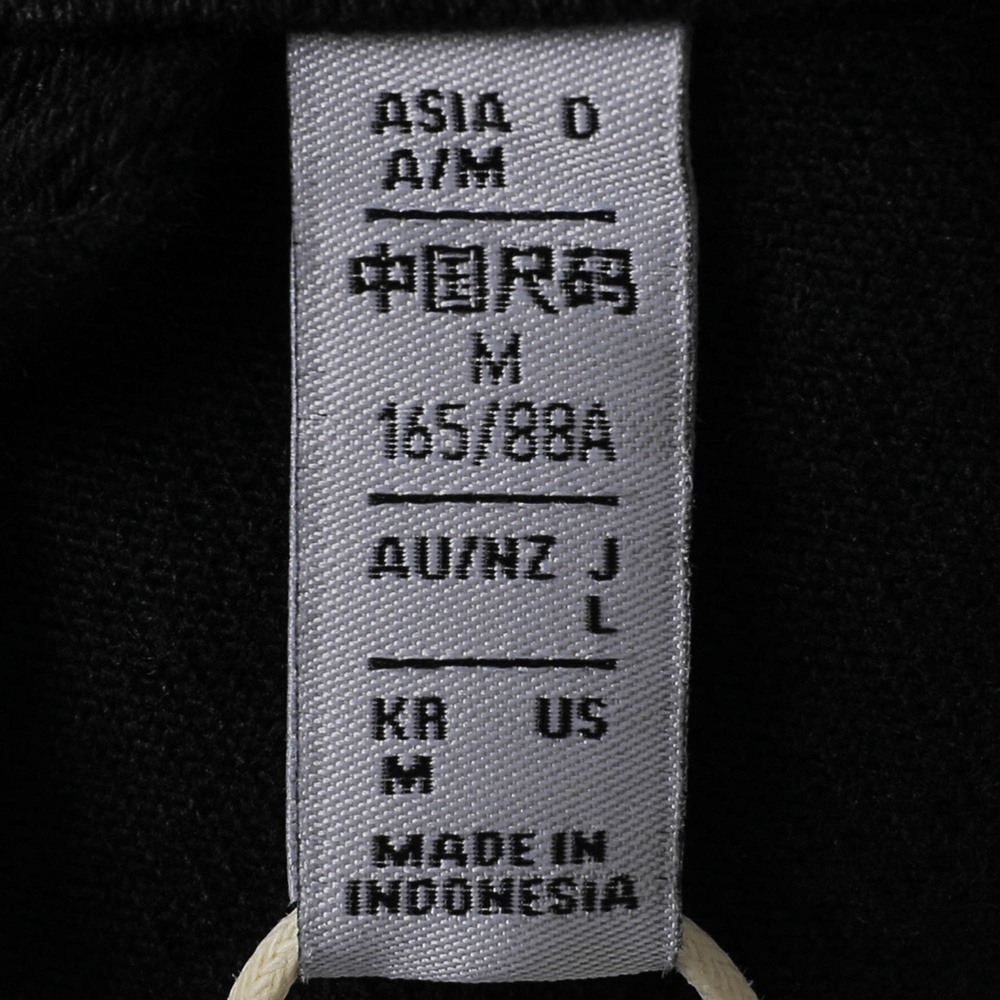 ASIA D
A/M
中国尺码
M
165/88A
AU/NZ J
L
KR US
M
MADE IN
INDONESIA